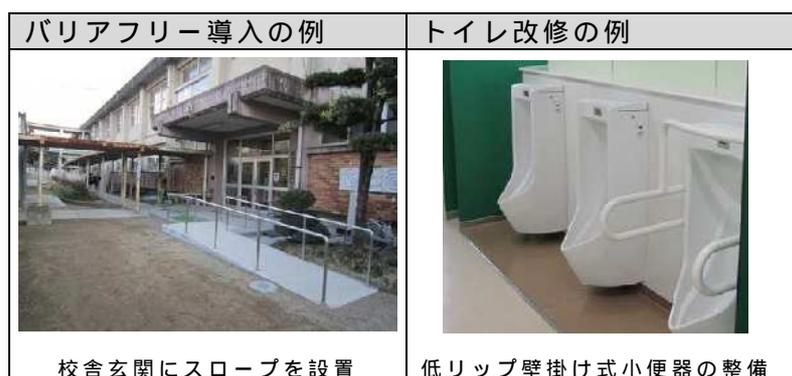 バリアフリー導入の例
トイレ改修の例
校舎玄関にスロープを設置
低リップ壁掛け式小便器の整備